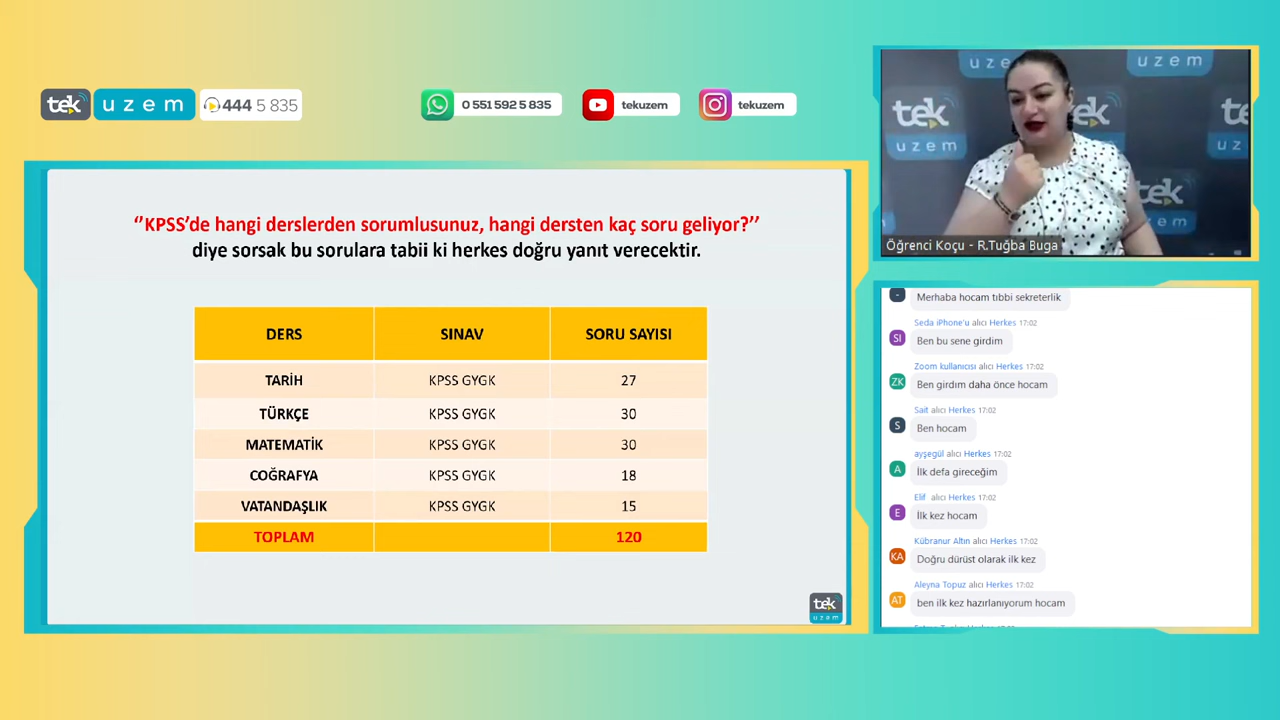 tek uzem 444 5 835
0 551 592 5 835
tekuzem
tekuzem
‘’KPSS’de hangi derslerden sorumlusunuz, hangi dersten kaç soru geliyor?’’
diye sorsak bu sorulara tabii ki herkes doğru yanıt verecektir.
DERS SINAV SORU SAYISI
TARİH KPSS GYGK 27
TÜRKÇE KPSS GYGK 30
MATEMATİK KPSS GYGK 30
COĞRAFYA KPSS GYGK 18
VATANDAŞLIK KPSS GYGK 15
TOPLAM 120
tek
uzem
uzem
uzem
tek
uzem
tek
uzem
Öğrenci Koçu - R.Tuğba Buga
- Merhaba hocam tıbbi sekreterlik
Seda iPhone'u alıcı Herkes 17:02
SI Ben bu sene girdim
Zoom kullanıcısı alıcı Herkes 17:02
ZK Ben girdım daha önce hocam
Sait alıcı Herkes 17:02
S Ben hocam
ayşegül alıcı Herkes 17:02
A İlk defa gireceğim
Elif alıcı Herkes 17:02
E İlk kez hocam
Kübranur Altın alıcı Herkes 17:02
KA Doğru dürüst olarak ilk kez
Aleyna Topuz alıcı Herkes 17:02
AT ben ilk kez hazırlanıyorum hocam